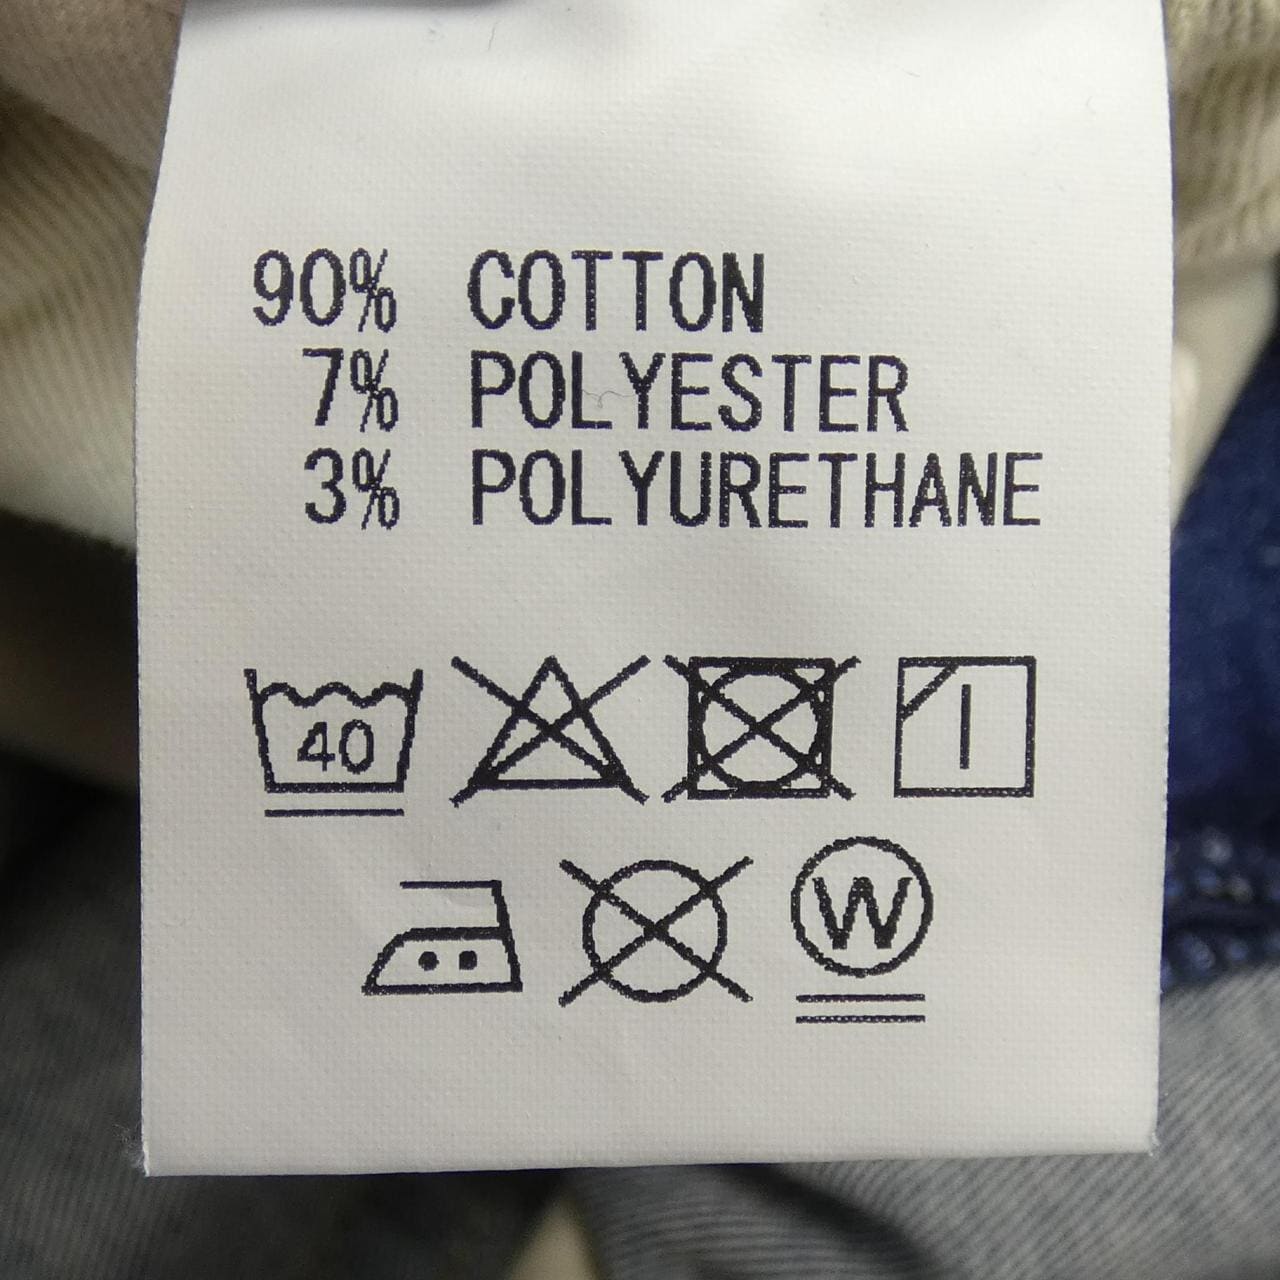 90% COTTON
7% POLYESTER
3% POLYURETHANE
40
W